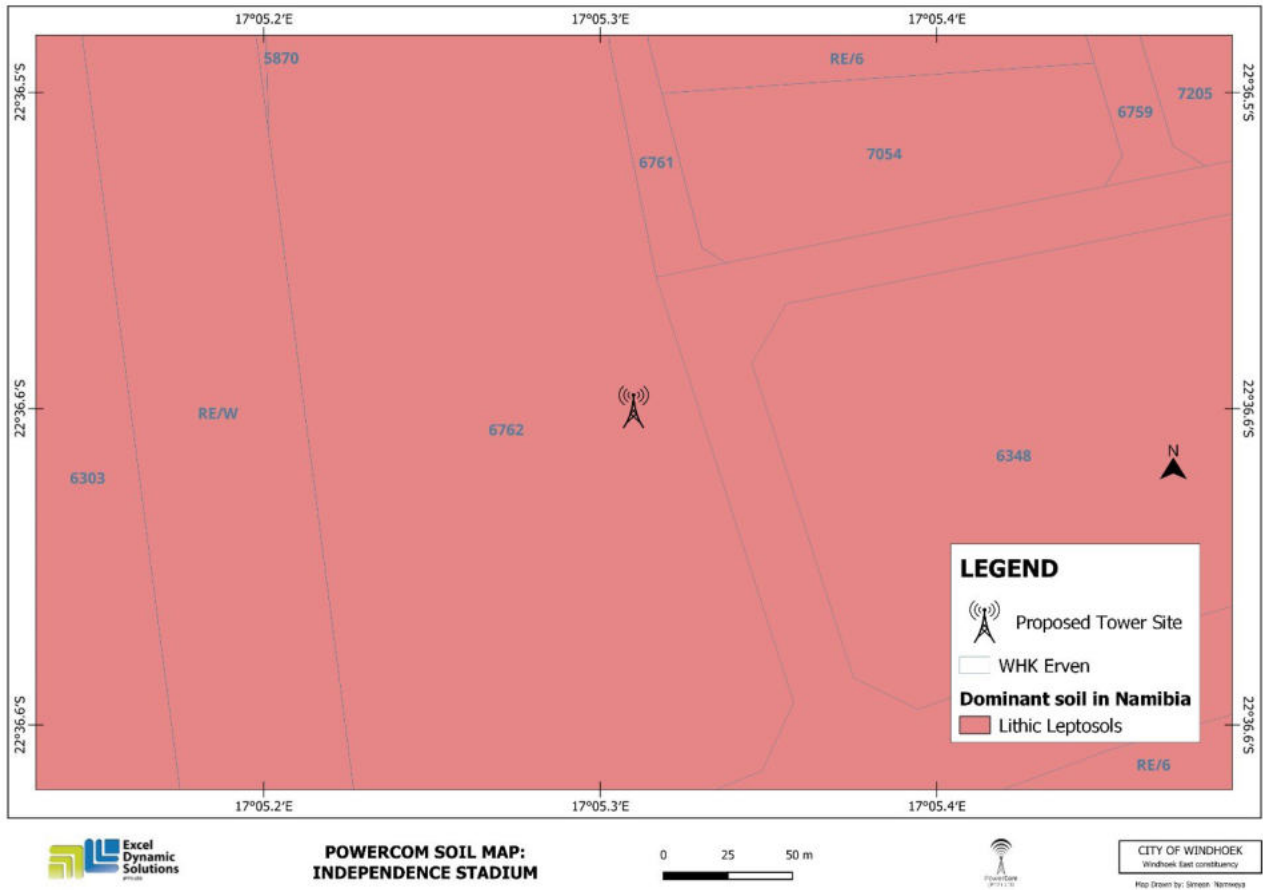 17°05.2'E 17°05.3'E 17°05.4'E
22°36.5'S
22°36.5'S
5870
RE/6
7205
6759
7054
6761
22°36.6'S
22°36.6'S
RE/W
6762
6348
6303
N
LEGEND
Proposed Tower Site
WHK Erven
Dominant soil in Namibia
Lithic Leptosols
22°36.6'S
22°36.6'S
RE/6
17°05.2'E 17°05.3'E 17°05.4'E
Excel
Dynamic
Solutions
POWERCOM SOIL MAP:
INDEPENDENCE STADIUM
0 25 50 m
PowerCom
CITY OF WINDHOEK
Windhoek East constituency
Map Drawn by: Simeon Namweya